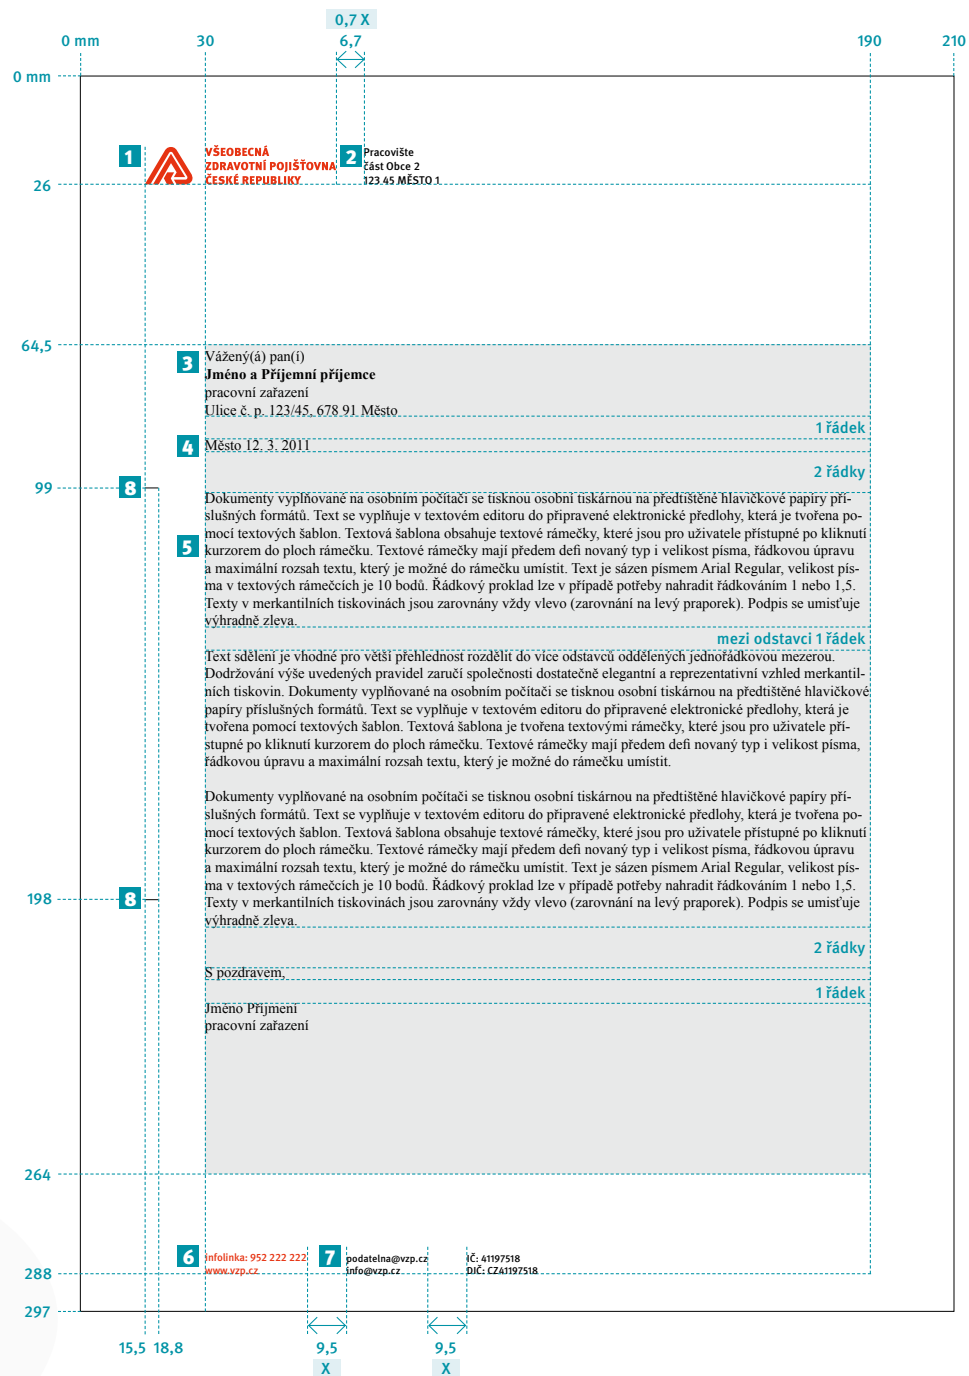 0,7 X
0 mm
30
6,7
190
210
0 mm
1
VŠEOBECNÁ
ZDRAVOTNÍ POJIŠŤOVNA
ČESKÉ REPUBLIKY
2
Pracoviště
část Obce 2
123 45 MĚSTO 1
26
64,5
3
Vážený(á) pan(í)
Jméno a Příjemní příjemce
pracovní zařazení
Ulice č. p. 123/45, 678 91 Město
1 řádek
4
Město 12. 3. 2011
2 řádky
99
8
Dokumenty vyplňované na osobním počítači se tisknou osobní tiskárnou na předtištěné hlavičkové papíry pří-
slušných formátů. Text se vyplňuje v textovém editoru do připravené elektronické předlohy, která je tvořena po-
mocí textových šablon. Textová šablona obsahuje textové rámečky, které jsou pro uživatele přístupné po kliknutí
5
kurzorem do ploch rámečku. Textové rámečky mají předem defi novaný typ i velikost písma, řádkovou úpravu
a maximální rozsah textu, který je možné do rámečku umístit. Text je sázen písmem Arial Regular, velikost pís-
ma v textových rámečcích je 10 bodů. Řádkový proklad lze v případě potřeby nahradit řádkováním 1 nebo 1,5.
Texty v merkantilních tiskovinách jsou zarovnány vždy vlevo (zarovnání na levý praporek). Podpis se umisťuje
výhradně zleva.
mezi odstavci 1 řádek
Text sdělení je vhodné pro větší přehlednost rozdělit do více odstavců oddělených jednořádkovou mezerou.
Dodržování výše uvedených pravidel zaručí společnosti dostatečně elegantní a reprezentativní vzhled merkantil-
ních tiskovin. Dokumenty vyplňované na osobním počítači se tisknou osobní tiskárnou na předtištěné hlavičkové
papíry příslušných formátů. Text se vyplňuje v textovém editoru do připravené elektronické předlohy, která je
tvořena pomocí textových šablon. Textová šablona je tvořena textovými rámečky, které jsou pro uživatele pří-
stupné po kliknutí kurzorem do ploch rámečku. Textové rámečky mají předem defi novaný typ i velikost písma,
řádkovou úpravu a maximální rozsah textu, který je možné do rámečku umístit.
Dokumenty vyplňované na osobním počítači se tisknou osobní tiskárnou na předtištěné hlavičkové papíry pří-
slušných formátů. Text se vyplňuje v textovém editoru do připravené elektronické předlohy, která je tvořena po-
mocí textových šablon. Textová šablona obsahuje textové rámečky, které jsou pro uživatele přístupné po kliknutí
kurzorem do ploch rámečku. Textové rámečky mají předem defi novaný typ i velikost písma, řádkovou úpravu
a maximální rozsah textu, který je možné do rámečku umístit. Text je sázen písmem Arial Regular, velikost pís-
ma v textových rámečcích je 10 bodů. Řádkový proklad lze v případě potřeby nahradit řádkováním 1 nebo 1,5.
198
8
Texty v merkantilních tiskovinách jsou zarovnány vždy vlevo (zarovnání na levý praporek). Podpis se umisťuje
výhradně zleva.
2 řádky
S pozdravem,
1 řádek
Jméno Příjmení
pracovní zařazení
264
6
infolinka: 952 222 222
www.vzp.cz
7
podatelna@vzp.cz
info@vzp.cz
IČ: 41197518
DIČ: CZ41197518
288
297
15,5
18,8
9,5
X
9,5
X